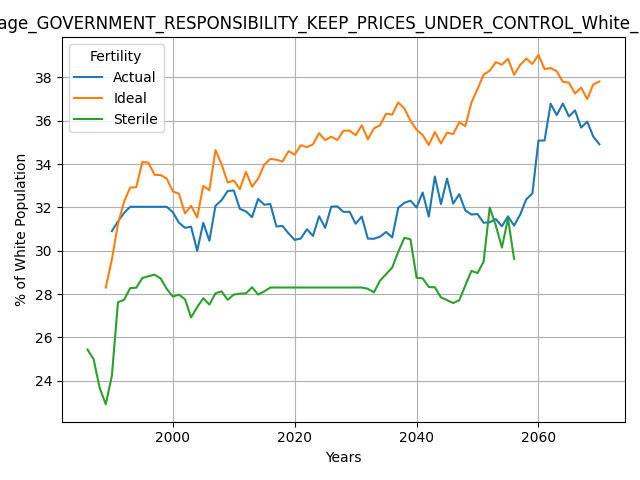 age_GOVERNMENT_RESPONSIBILITY_KEEP_PRICES_UNDER_CONTROL_White_
Fertility
Actual
Ideal
Sterile
% of White Population
38
36
34
32
30
28
26
24
2000
2020
2040
2060
Years